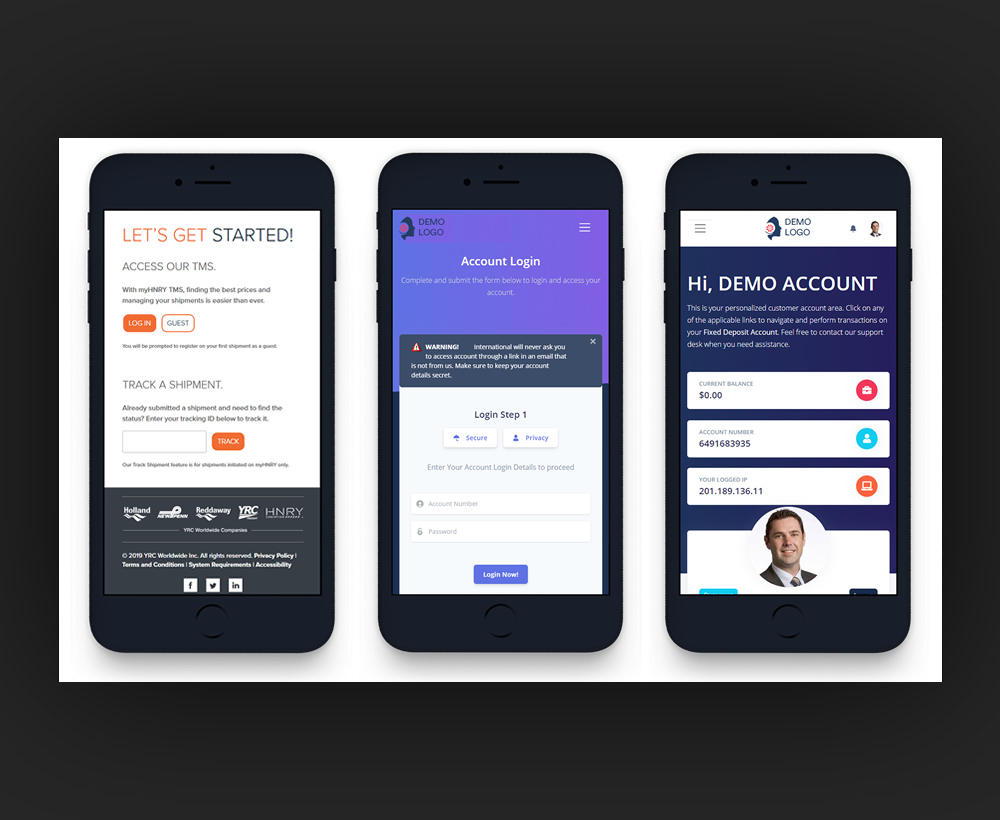 LET'S GET STARTED!
ACCESS OUR TMS.
With myHNRY TMS, finding the best prices and
managing your shipments is easier than ever.
LOG IN GUEST
You will be prompted to register on your first shipment as a guest.
TRACK A SHIPMENT.
Already submitted a shipment and need to find the
status? Enter your tracking ID below to track it.
TRACK
Our Track Shipment feature is for shipments initiated on myHNRY only.
Holland NEWPENN Reddaway YRC HNRY
YRC Worldwide Companies
© 2019 YRC Worldwide Inc. All rights reserved. Privacy Policy |
Terms and Conditions | System Requirements | Accessibility
DEMO
LOGO
Account Login
Complete and submit the form below to login and access your
account.
WARNING! International will never ask you
to access account through a link in an email that
is not from us. Make sure to keep your account
details secret.
Login Step 1
Secure Privacy
Enter Your Account Login Details to proceed
Account Number
Password
Login Now!
DEMO
LOGO
Hi, DEMO ACCOUNT
This is your personalized customer account area. Click on any
of the applicable links to navigate and perform transactions on
your Fixed Deposit Account. Feel free to contact our support
desk when you need assistance.
CURRENT BALANCE
$0.00
ACCOUNT NUMBER
6491683935
YOUR LOGGED IP
201.189.136.11